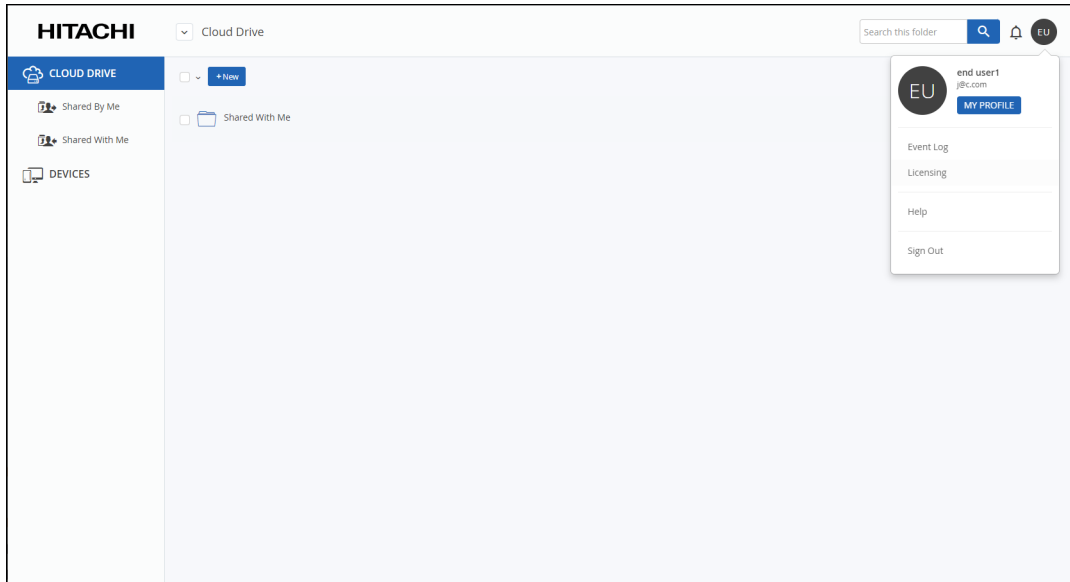 HITACHI
Cloud Drive
Search this folder
EU
CLOUD DRIVE
Shared By Me
Shared With Me
DEVICES
+ New
Shared With Me
EU
end user1
j@c.com
MY PROFILE
Event Log
Licensing
Help
Sign Out